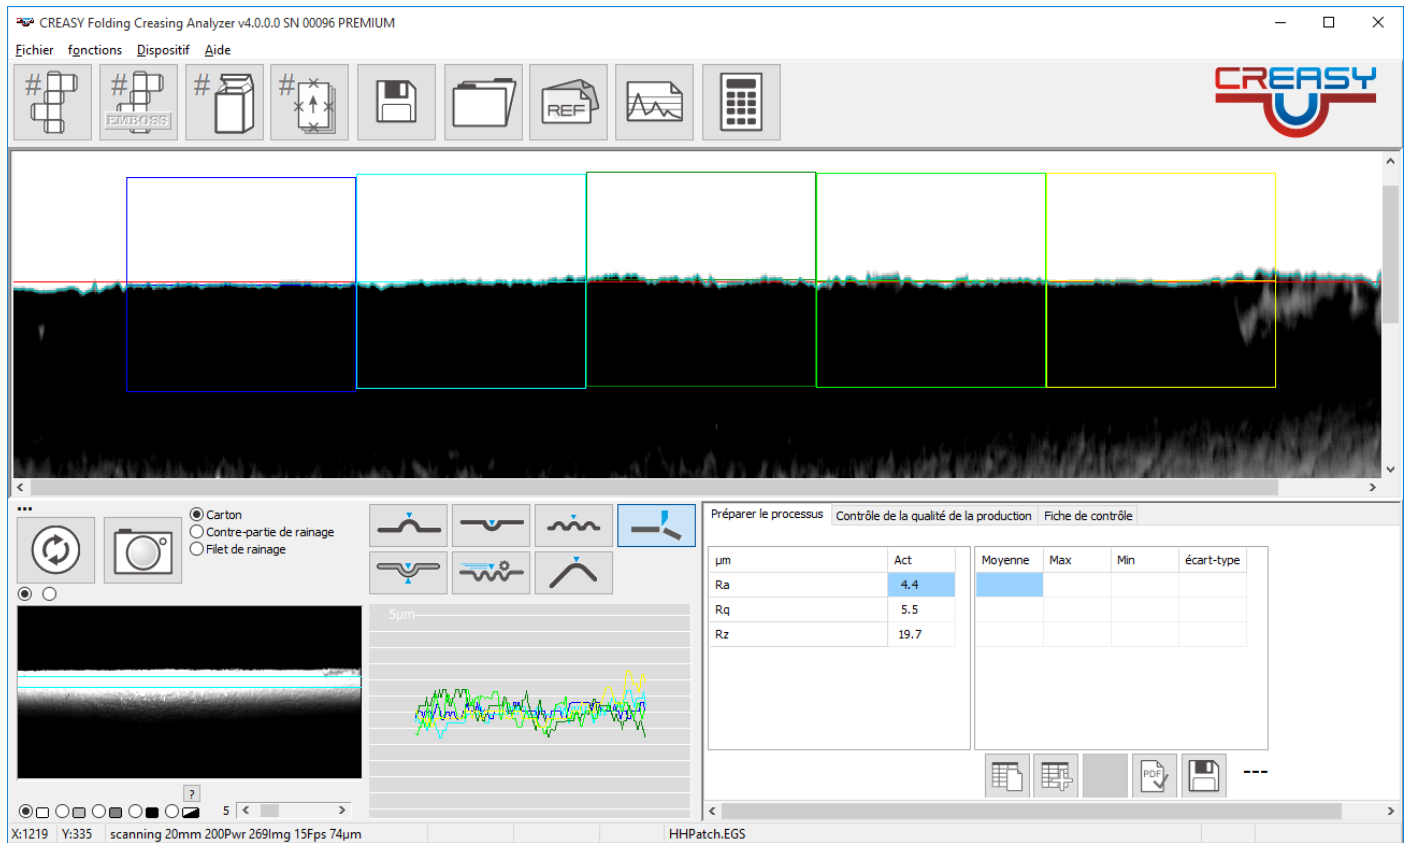 CREASY Folding Creasing Analyzer v4.0.0.0 SN 00096 PREMIUM
Fichier fonctions Dispositif Aide
# # # #
EMBOSS
REF
CREASY
...
Carton
Contre-partie de rainage
Filet de rainage
Préparer le processus Contrôle de la qualité de la production Fiche de contrôle
µm Act Moyenne Max Min écart-type
Ra 4.4
Rq 5.5
Rz 19.7
5µm
PDF
---
?
5
X:1219 Y:335 scanning 20mm 200Pwr 269Img 15Fps 74µm HHPatch.EGS